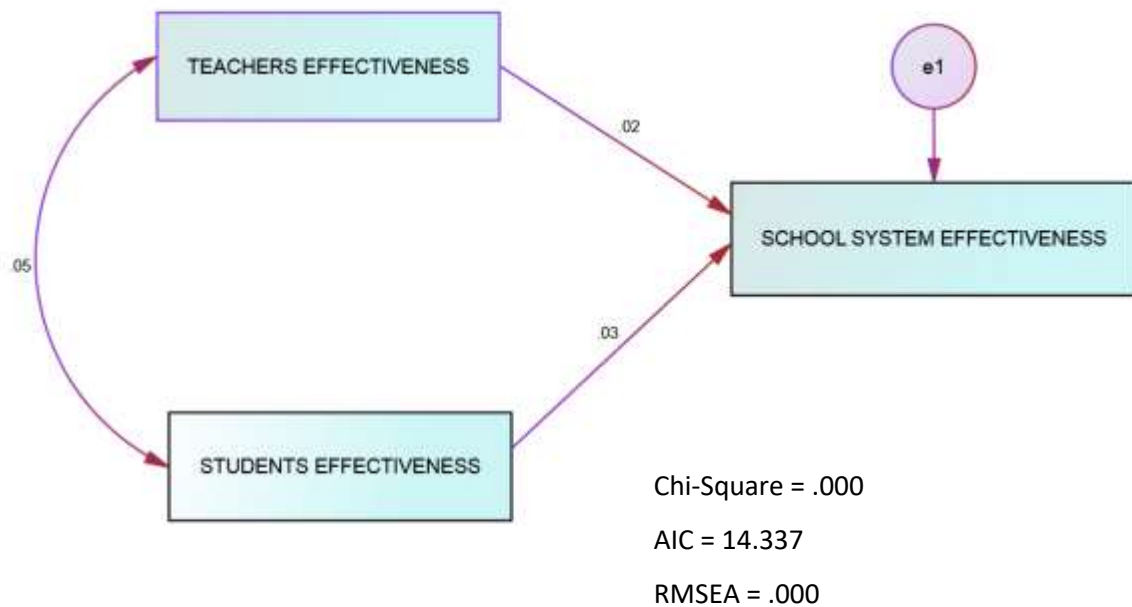 TEACHERS EFFECTIVENESS
e1
.02
SCHOOL SYSTEM EFFECTIVENESS
.05
.03
STUDENTS EFFECTIVENESS
Chi-Square = .000
AIC = 14.337
RMSEA = .000